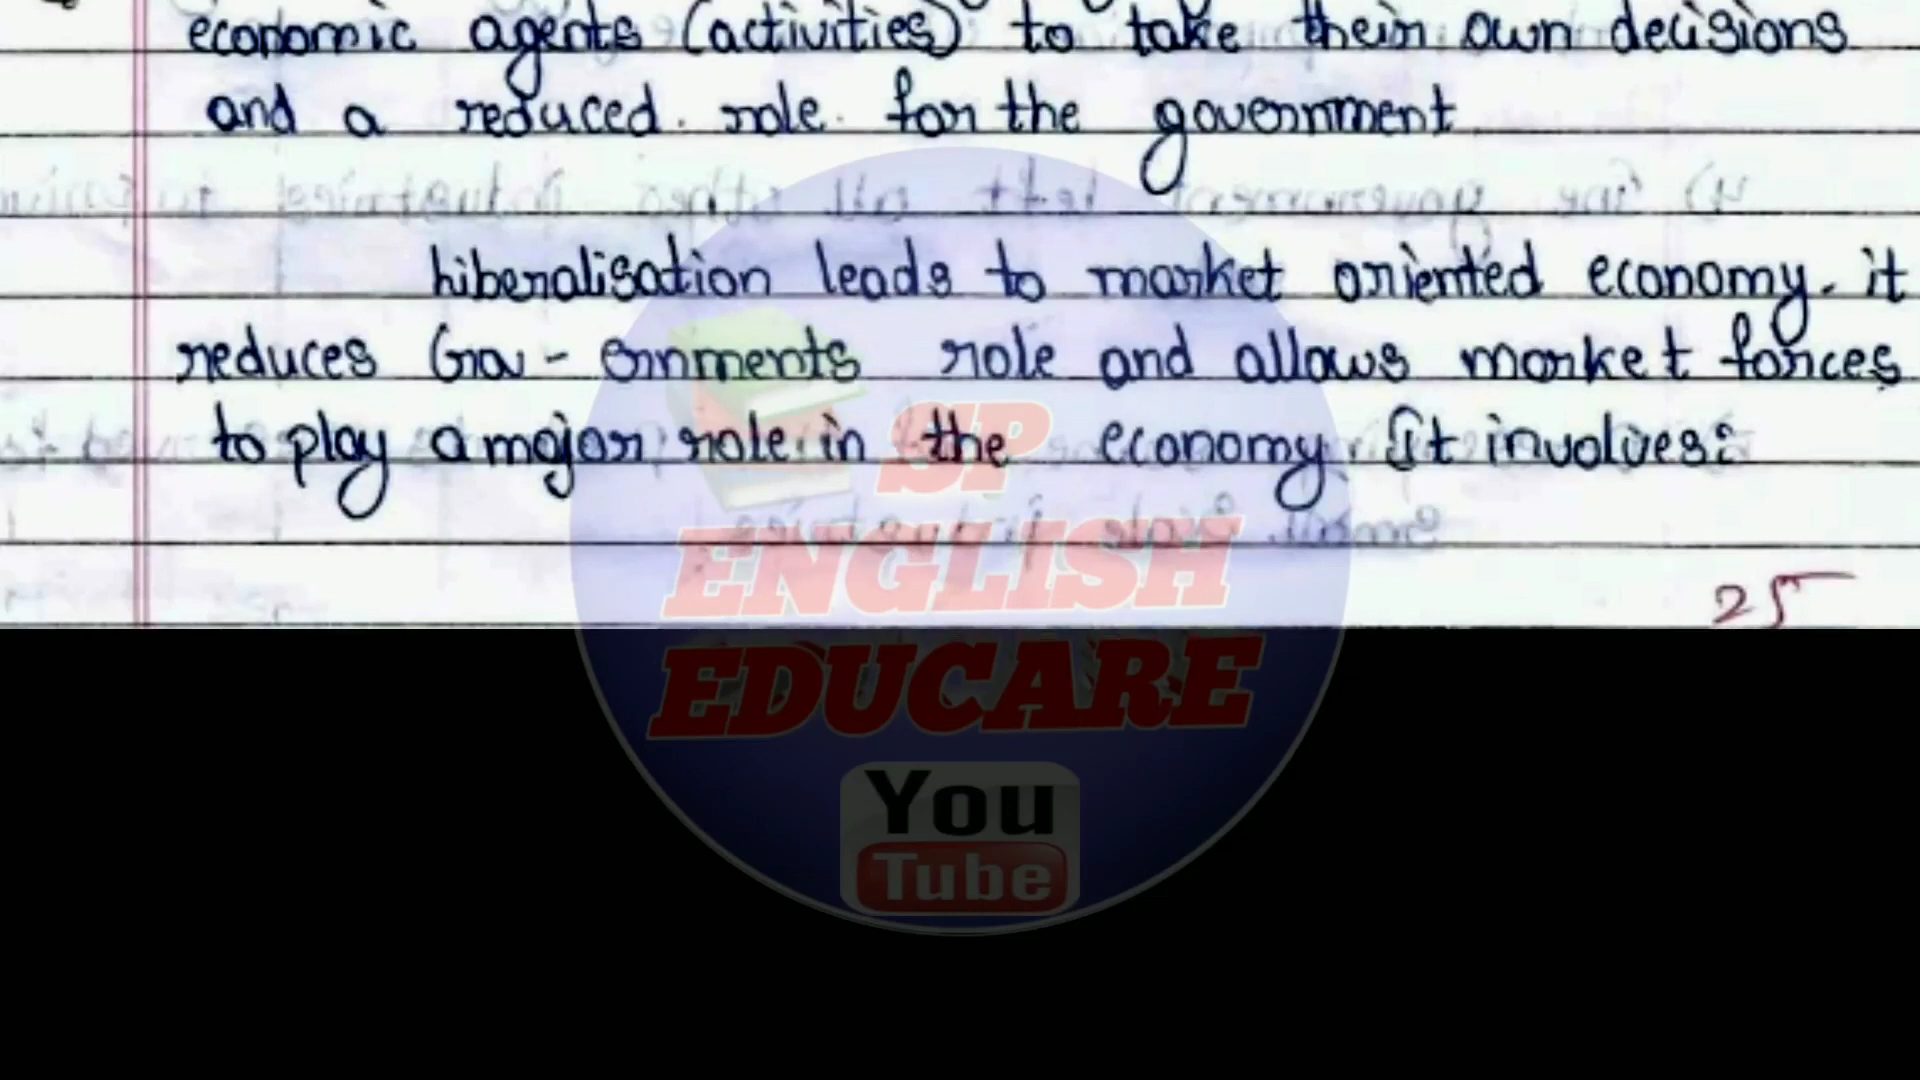 economic agents (activities) to take their own decisions
and a reduced role for the government
Liberalisation leads to market oriented economy. it
reduces Gov - ernments role and allows market forces
to play a major role in the economy. It involves:
25
SP
ENGLISH
EDUCARE
You
Tube